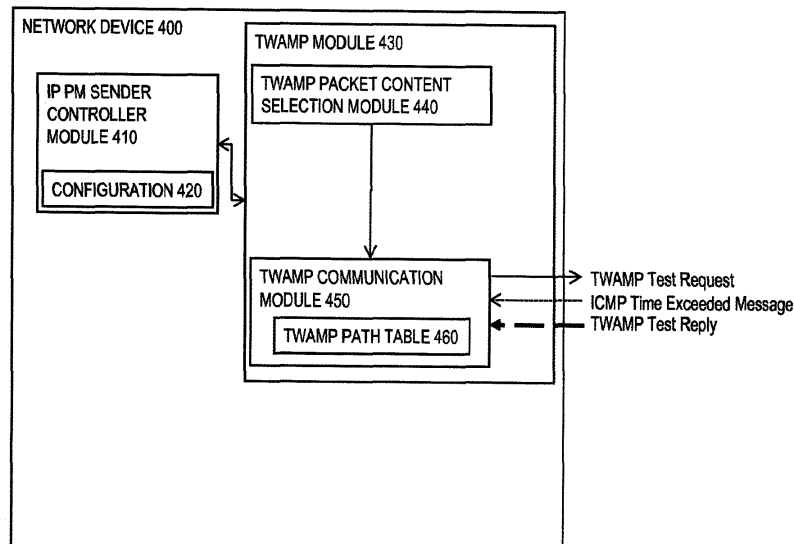 NETWORK DEVICE 400
IP PM SENDER
CONTROLLER
MODULE 410
CONFIGURATION 420
TWAMP MODULE 430
TWAMP PACKET CONTENT
SELECTION MODULE 440
TWAMP COMMUNICATION
MODULE 450
TWAMP PATH TABLE 460
TWAMP Test Request
ICMP Time Exceeded Message
TWAMP Test Reply